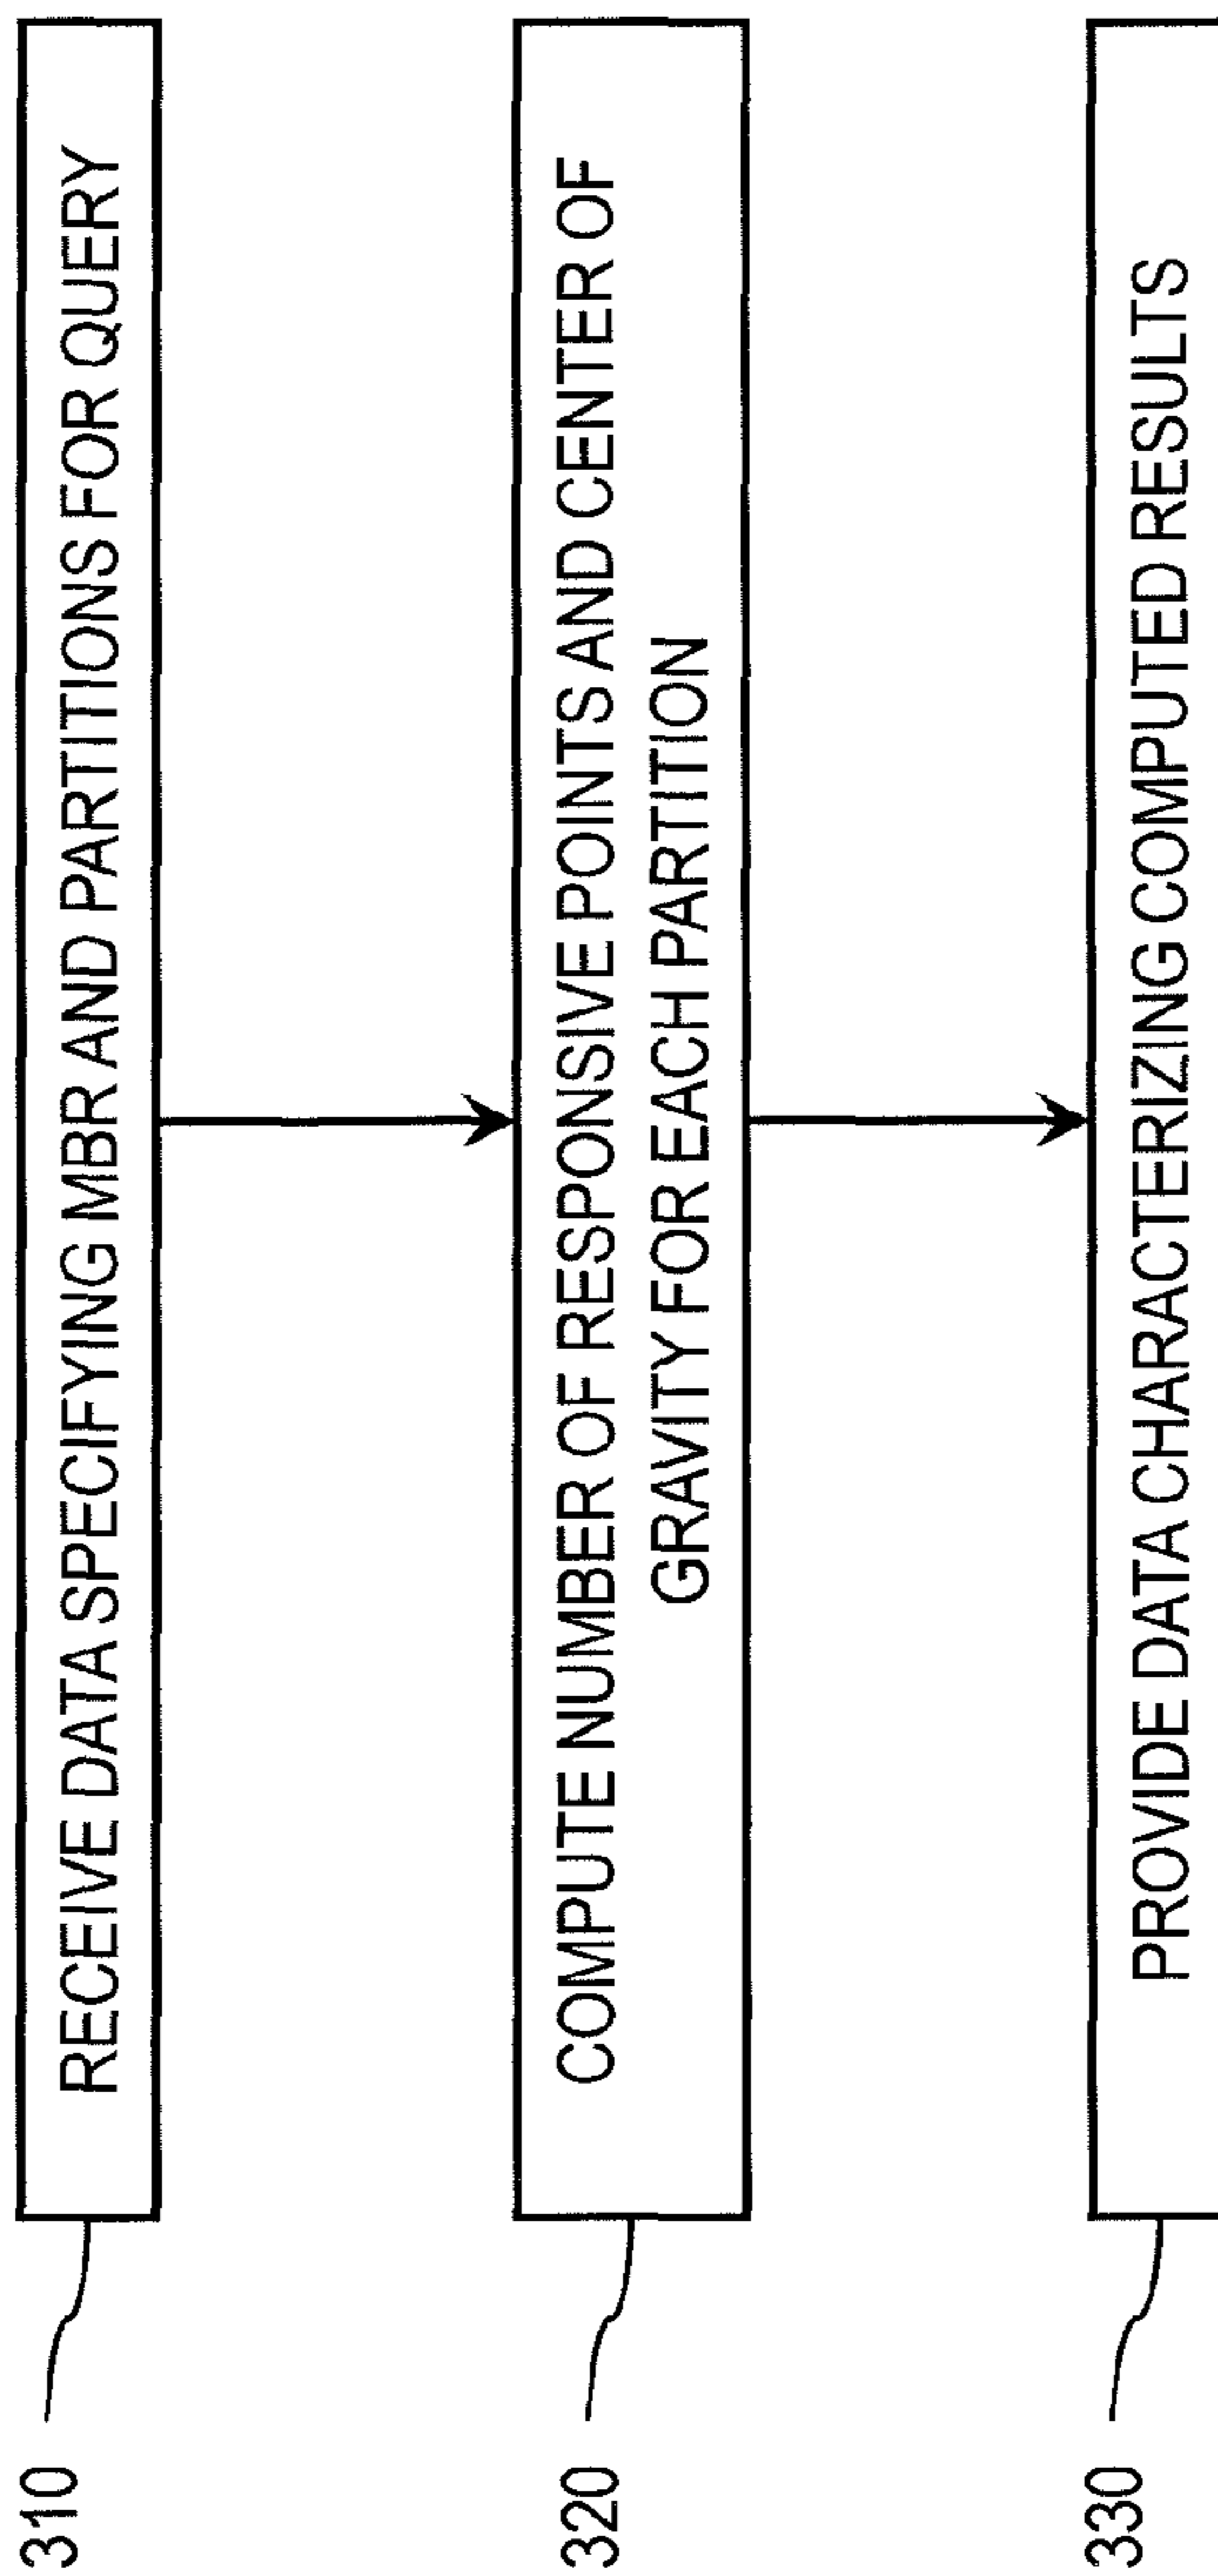 310
RECEIVE DATA SPECIFYING MBR AND PARTITIONS FOR QUERY
320
COMPUTE NUMBER OF RESPONSIVE POINTS AND CENTER OF
GRAVITY FOR EACH PARTITION
330
PROVIDE DATA CHARACTERIZING COMPUTED RESULTS